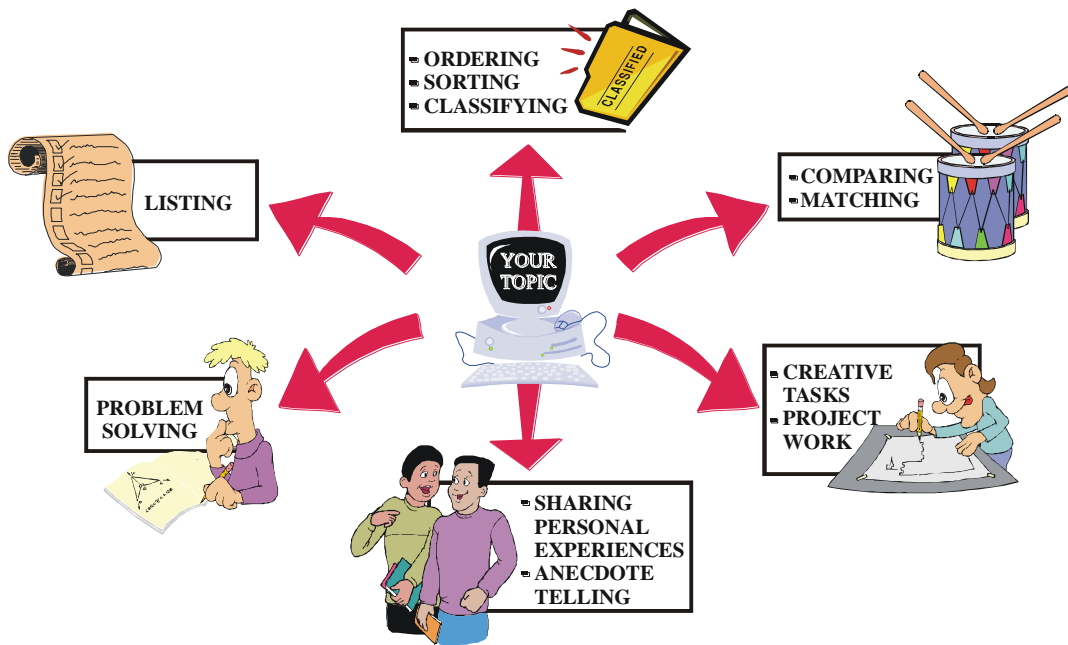 ORDERING
SORTING
CLASSIFYING
CLASSIFIED
LISTING
COMPARING
MATCHING
YOUR
TOPIC
PROBLEM
SOLVING
CREATIVE
TASKS
PROJECT
WORK
SHARING
PERSONAL
EXPERIENCES
ANECDOTE
TELLING